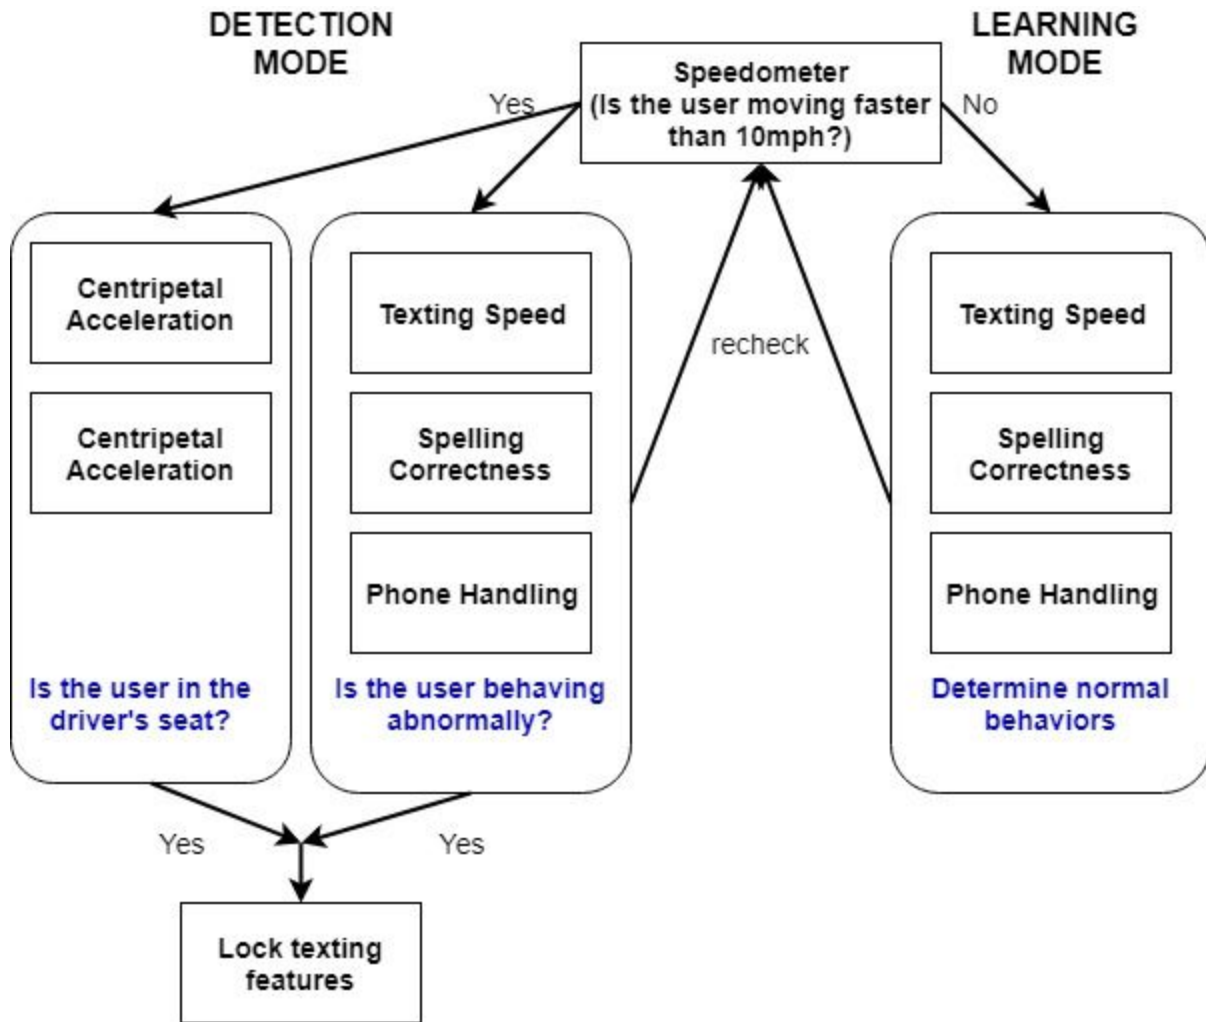 DETECTION
MODE
LEARNING
MODE
Speedometer
(Is the user moving faster
than 10mph?)
Yes
No
Centripetal
Acceleration
Centripetal
Acceleration
Is the user in the
driver's seat?
Texting Speed
Spelling
Correctness
Phone Handling
Is the user behaving
abnormally?
recheck
Texting Speed
Spelling
Correctness
Phone Handling
Determine normal
behaviors
Yes
Yes
Lock texting
features